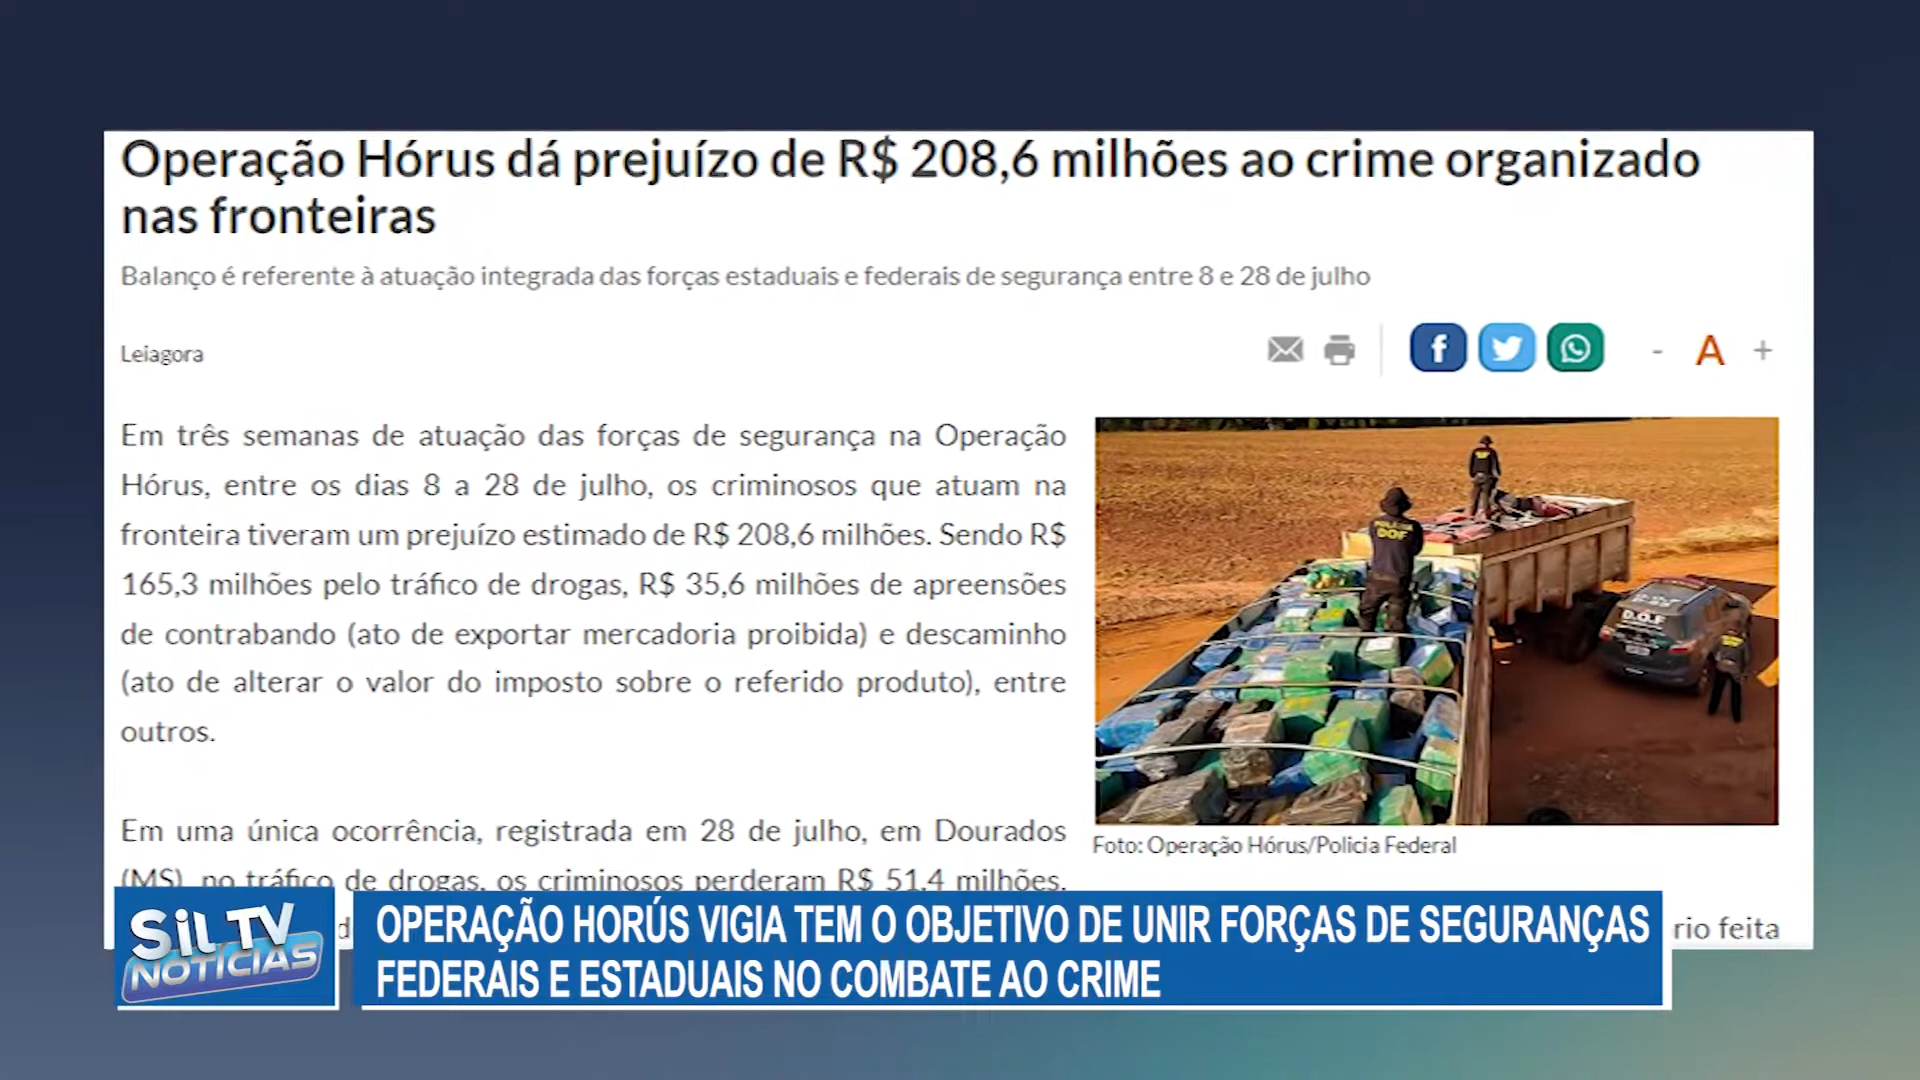 Operação Hórus dá prejuízo de R$ 208,6 milhões ao crime organizado
nas fronteiras
Balanço é referente à atuação integrada das forças estaduais e federais de segurança entre 8 e 28 de julho
Leiagora
- A +
Em três semanas de atuação das forças de segurança na Operação
Hórus, entre os dias 8 a 28 de julho, os criminosos que atuam na
fronteira tiveram um prejuízo estimado de R$ 208,6 milhões. Sendo R$
165,3 milhões pelo tráfico de drogas, R$ 35,6 milhões de apreensões
de contrabando (ato de exportar mercadoria proibida) e descaminho
(ato de alterar o valor do imposto sobre o referido produto), entre
outros.
POLÍCIA
DOF
D.O.F
Foto: Operação Hórus/Policia Federal
Em uma única ocorrência, registrada em 28 de julho, em Dourados
(MS), no tráfico de drogas, os criminosos perderam R$ 51,4 milhões.
feita
SiL TV
NOTÍCIAS
OPERAÇÃO HORÚS VIGIA TEM O OBJETIVO DE UNIR FORÇAS DE SEGURANÇAS
FEDERAIS E ESTADUAIS NO COMBATE AO CRIME